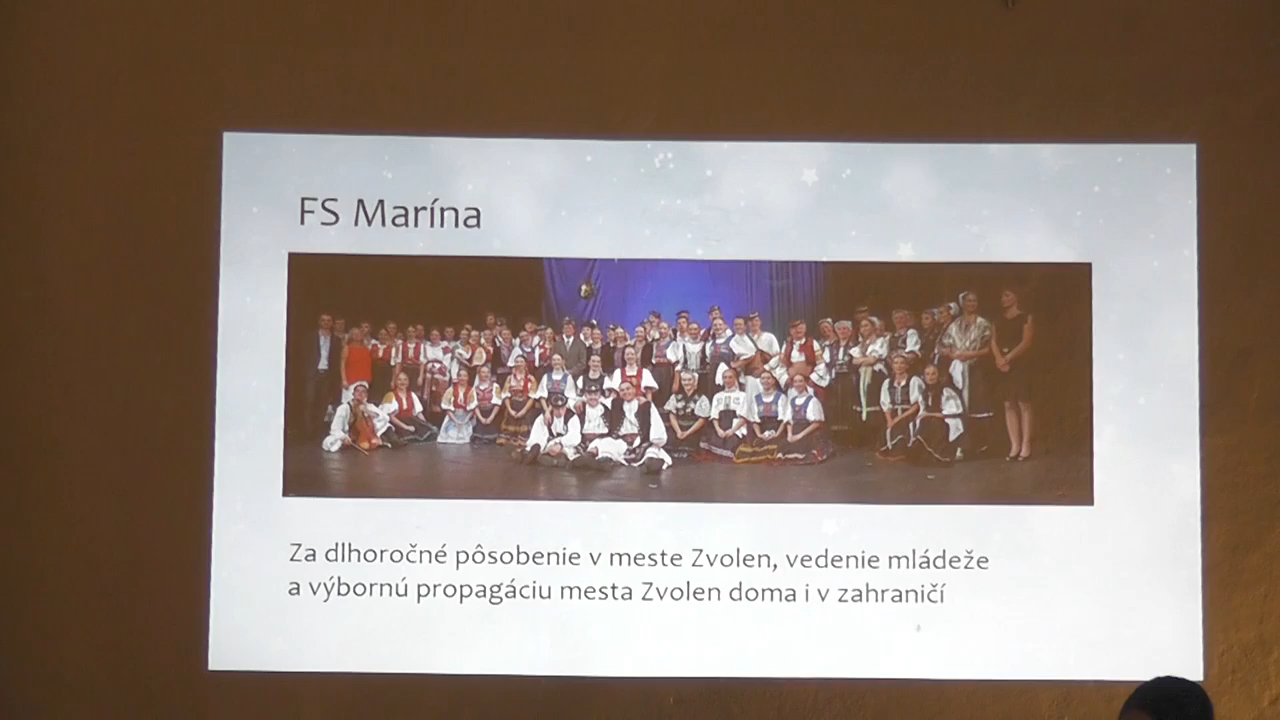 FS Marína
Za dlhoročné pôsobenie v meste Zvolen, vedenie mládeže
a výbornú propagáciu mesta Zvolen doma i v zahraničí